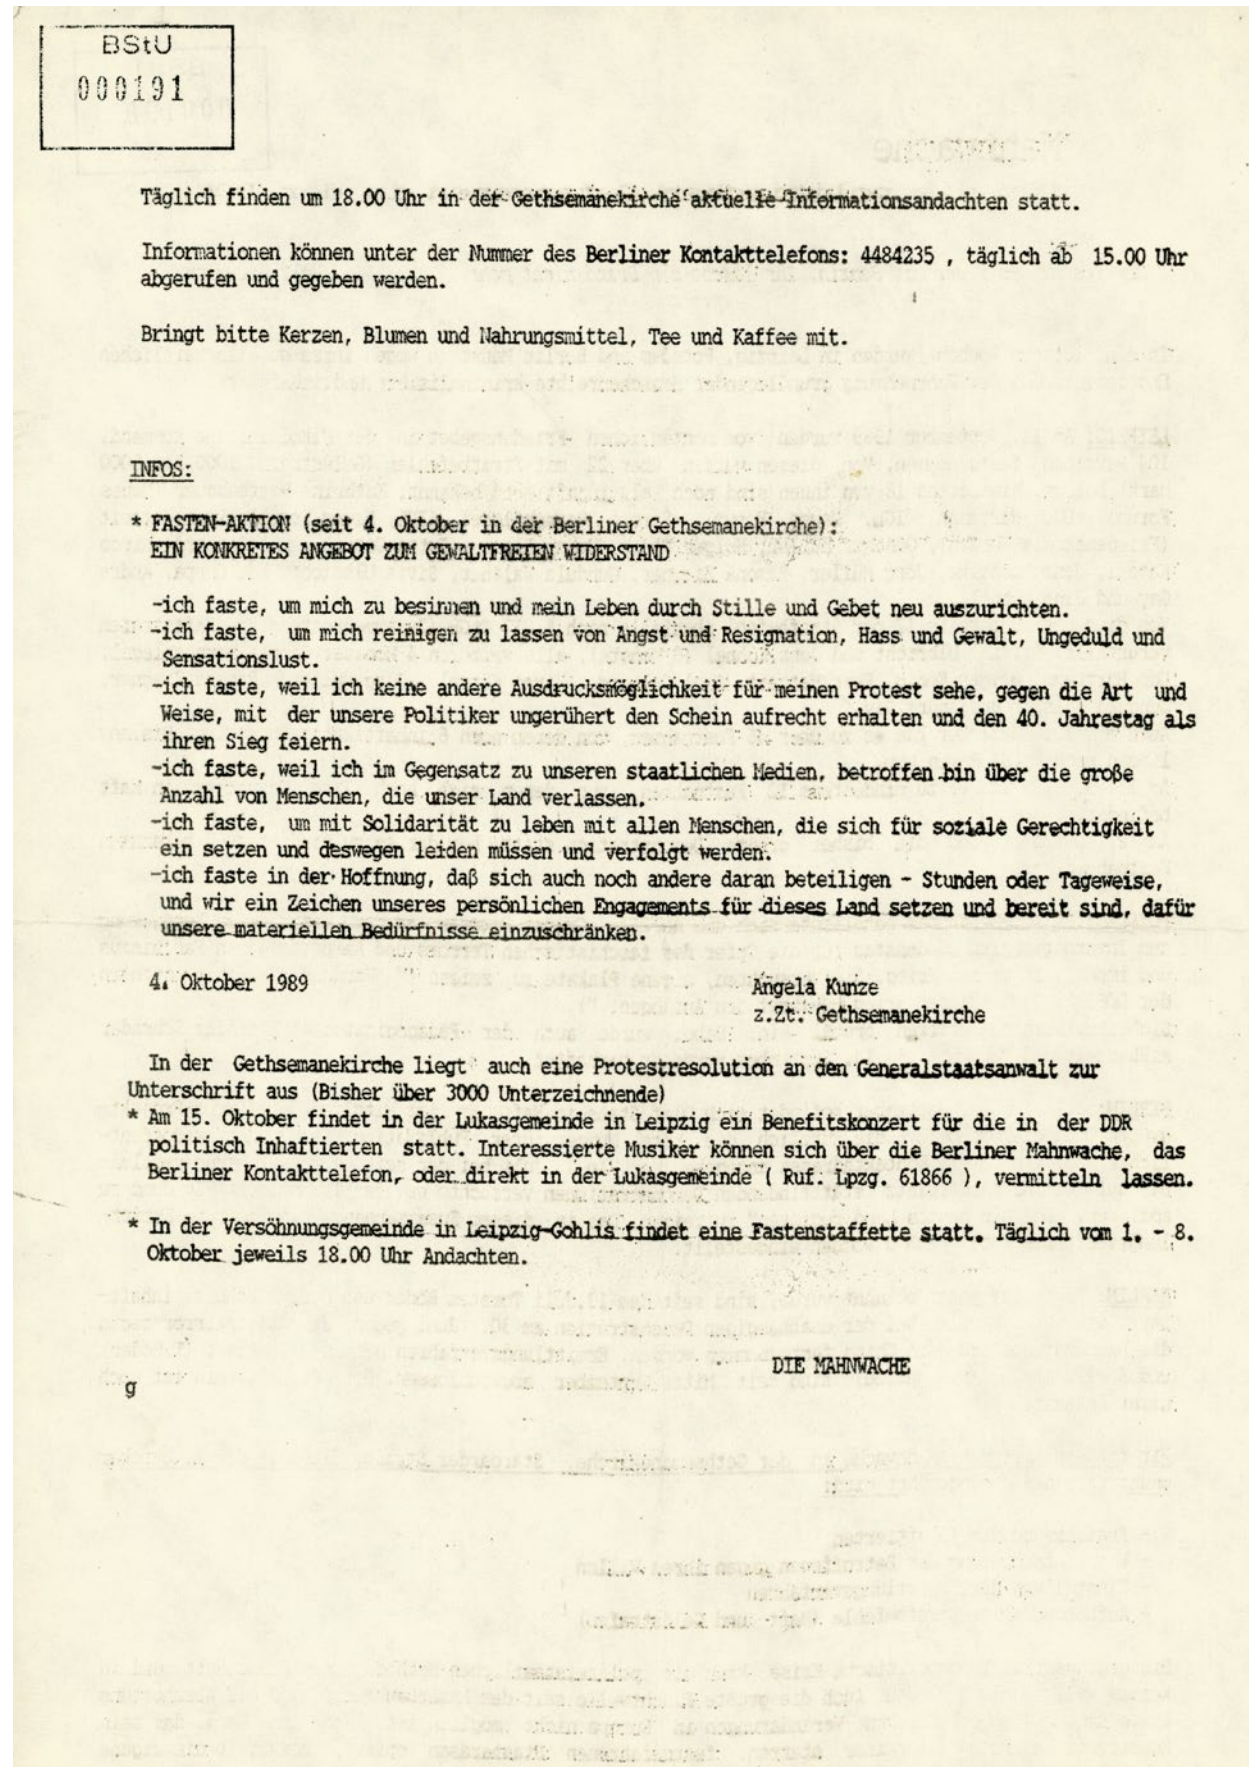 BStU
000191
Täglich finden um 18.00 Uhr in der Gethsemanekirche aktuelle Informationsandachten statt.
Informationen können unter der Nummer des Berliner Kontakttelefons: 4484235 , täglich ab 15.00 Uhr
abgerufen und gegeben werden.
Bringt bitte Kerzen, Blumen und Nahrungsmittel, Tee und Kaffee mit.
INFOS:
* FASTEN-AKTION (seit 4. Oktober in der Berliner Gethsemanekirche):
EIN KONKRETES ANGEBOT ZUM GEWALTFREIEN WIDERSTAND
-ich faste, um mich zu besinnen und mein Leben durch Stille und Gebet neu auszurichten.
-ich faste, um mich reinigen zu lassen von Angst und Resignation, Hass und Gewalt, Ungeduld und
Sensationslust.
-ich faste, weil ich keine andere Ausdrucksmöglichkeit für meinen Protest sehe, gegen die Art und
Weise, mit der unsere Politiker ungerührt den Schein aufrecht erhalten und den 40. Jahrestag als
ihren Sieg feiern.
-ich faste, weil ich im Gegensatz zu unseren staatlichen Medien, betroffen bin über die große
Anzahl von Menschen, die unser Land verlassen.
-ich faste, um mit Solidarität zu leben mit allen Menschen, die sich für soziale Gerechtigkeit
ein setzen und deswegen leiden müssen und verfolgt werden.
-ich faste in der Hoffnung, daß sich auch noch andere daran beteiligen - Stunden oder Tageweise,
und wir ein Zeichen unseres persönlichen Engagements für dieses Land setzen und bereit sind, dafür
unsere materiellen Bedürfnisse einzuschränken.
4. Oktober 1989
Angela Kunze
z.Zt. Gethsemanekirche
In der Gethsemanekirche liegt auch eine Protestresolution an den Generalstaatsanwalt zur
Unterschrift aus (Bisher über 3000 Unterzeichnende)
* Am 15. Oktober findet in der Lukasgemeinde in Leipzig ein Benefitskonzert für die in der DDR
politisch Inhaftierten statt. Interessierte Musiker können sich über die Berliner Mahnwache, das
Berliner Kontakttelefon, oder direkt in der Lukasgemeinde ( Ruf: Lpzg. 61866 ), vermitteln lassen.
* In der Versöhnungsgemeinde in Leipzig-Gohlis findet eine Fastenstaffette statt. Täglich vom 1. - 8.
Oktober jeweils 18.00 Uhr Andachten.
DIE MAHNWACHE
g